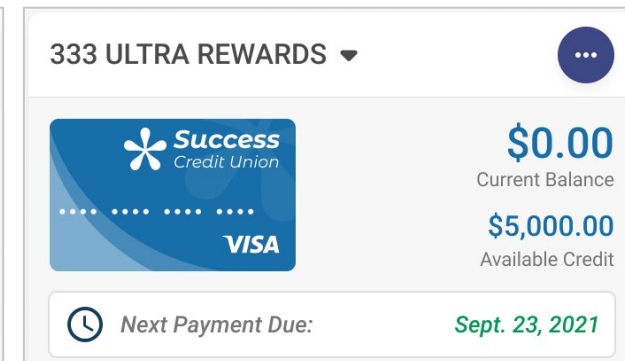 333 ULTRA REWARDS
Success
Credit Union
•••• •••• •••• ••••
VISA
$0.00
Current Balance
$5,000.00
Available Credit
Next Payment Due:
Sept. 23, 2021